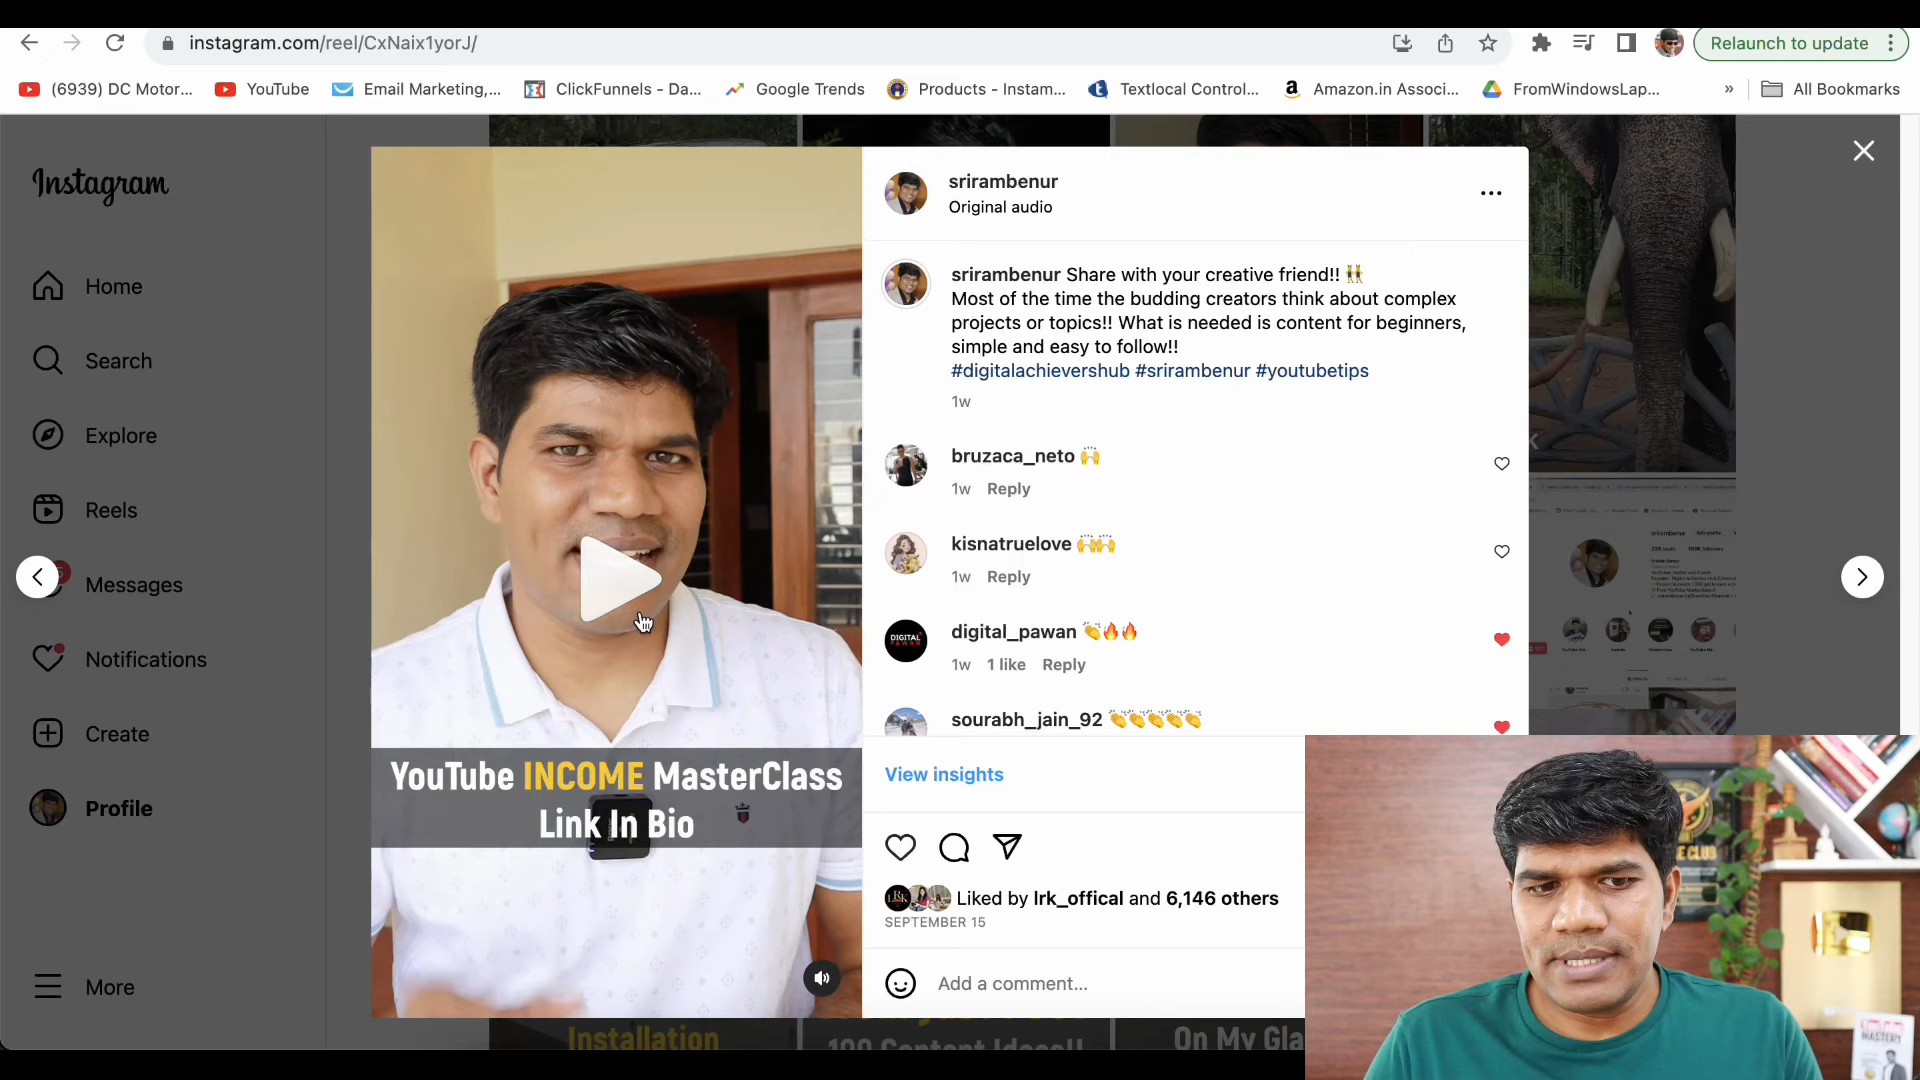 instagram.com/reel/CxNaix1yorJ/
Relaunch to update
(6939) DC Motor...
YouTube
Email Marketing,...
ClickFunnels - Da...
Google Trends
Products - Instam...
Textlocal Control...
Amazon.in Associ...
FromWindowsLap...
»
All Bookmarks
Instagram
Home
Search
Explore
Reels
Messages
Notifications
Create
Profile
More
YouTube INCOME MasterClass
Link In Bio
srirambenur
Original audio
srirambenur Share with your creative friend!! 👯
Most of the time the budding creators think about complex
projects or topics!! What is needed is content for beginners,
simple and easy to follow!!
#digitalachievershub #srirambenur #youtubetips
1w
bruzaca_neto 🙌
1w Reply
kisnatruelove 🙌🙌
1w Reply
DIGITAL
PAWAN
digital_pawan 👏🔥🔥
1w 1 like Reply
sourabh_jain_92 👏👏👏👏👏
View insights
LRK
Liked by lrk_offical and 6,146 others
SEPTEMBER 15
Add a comment...
Installation
100 Content Ideas!!
On My Gla
E CLUB
MASTERY